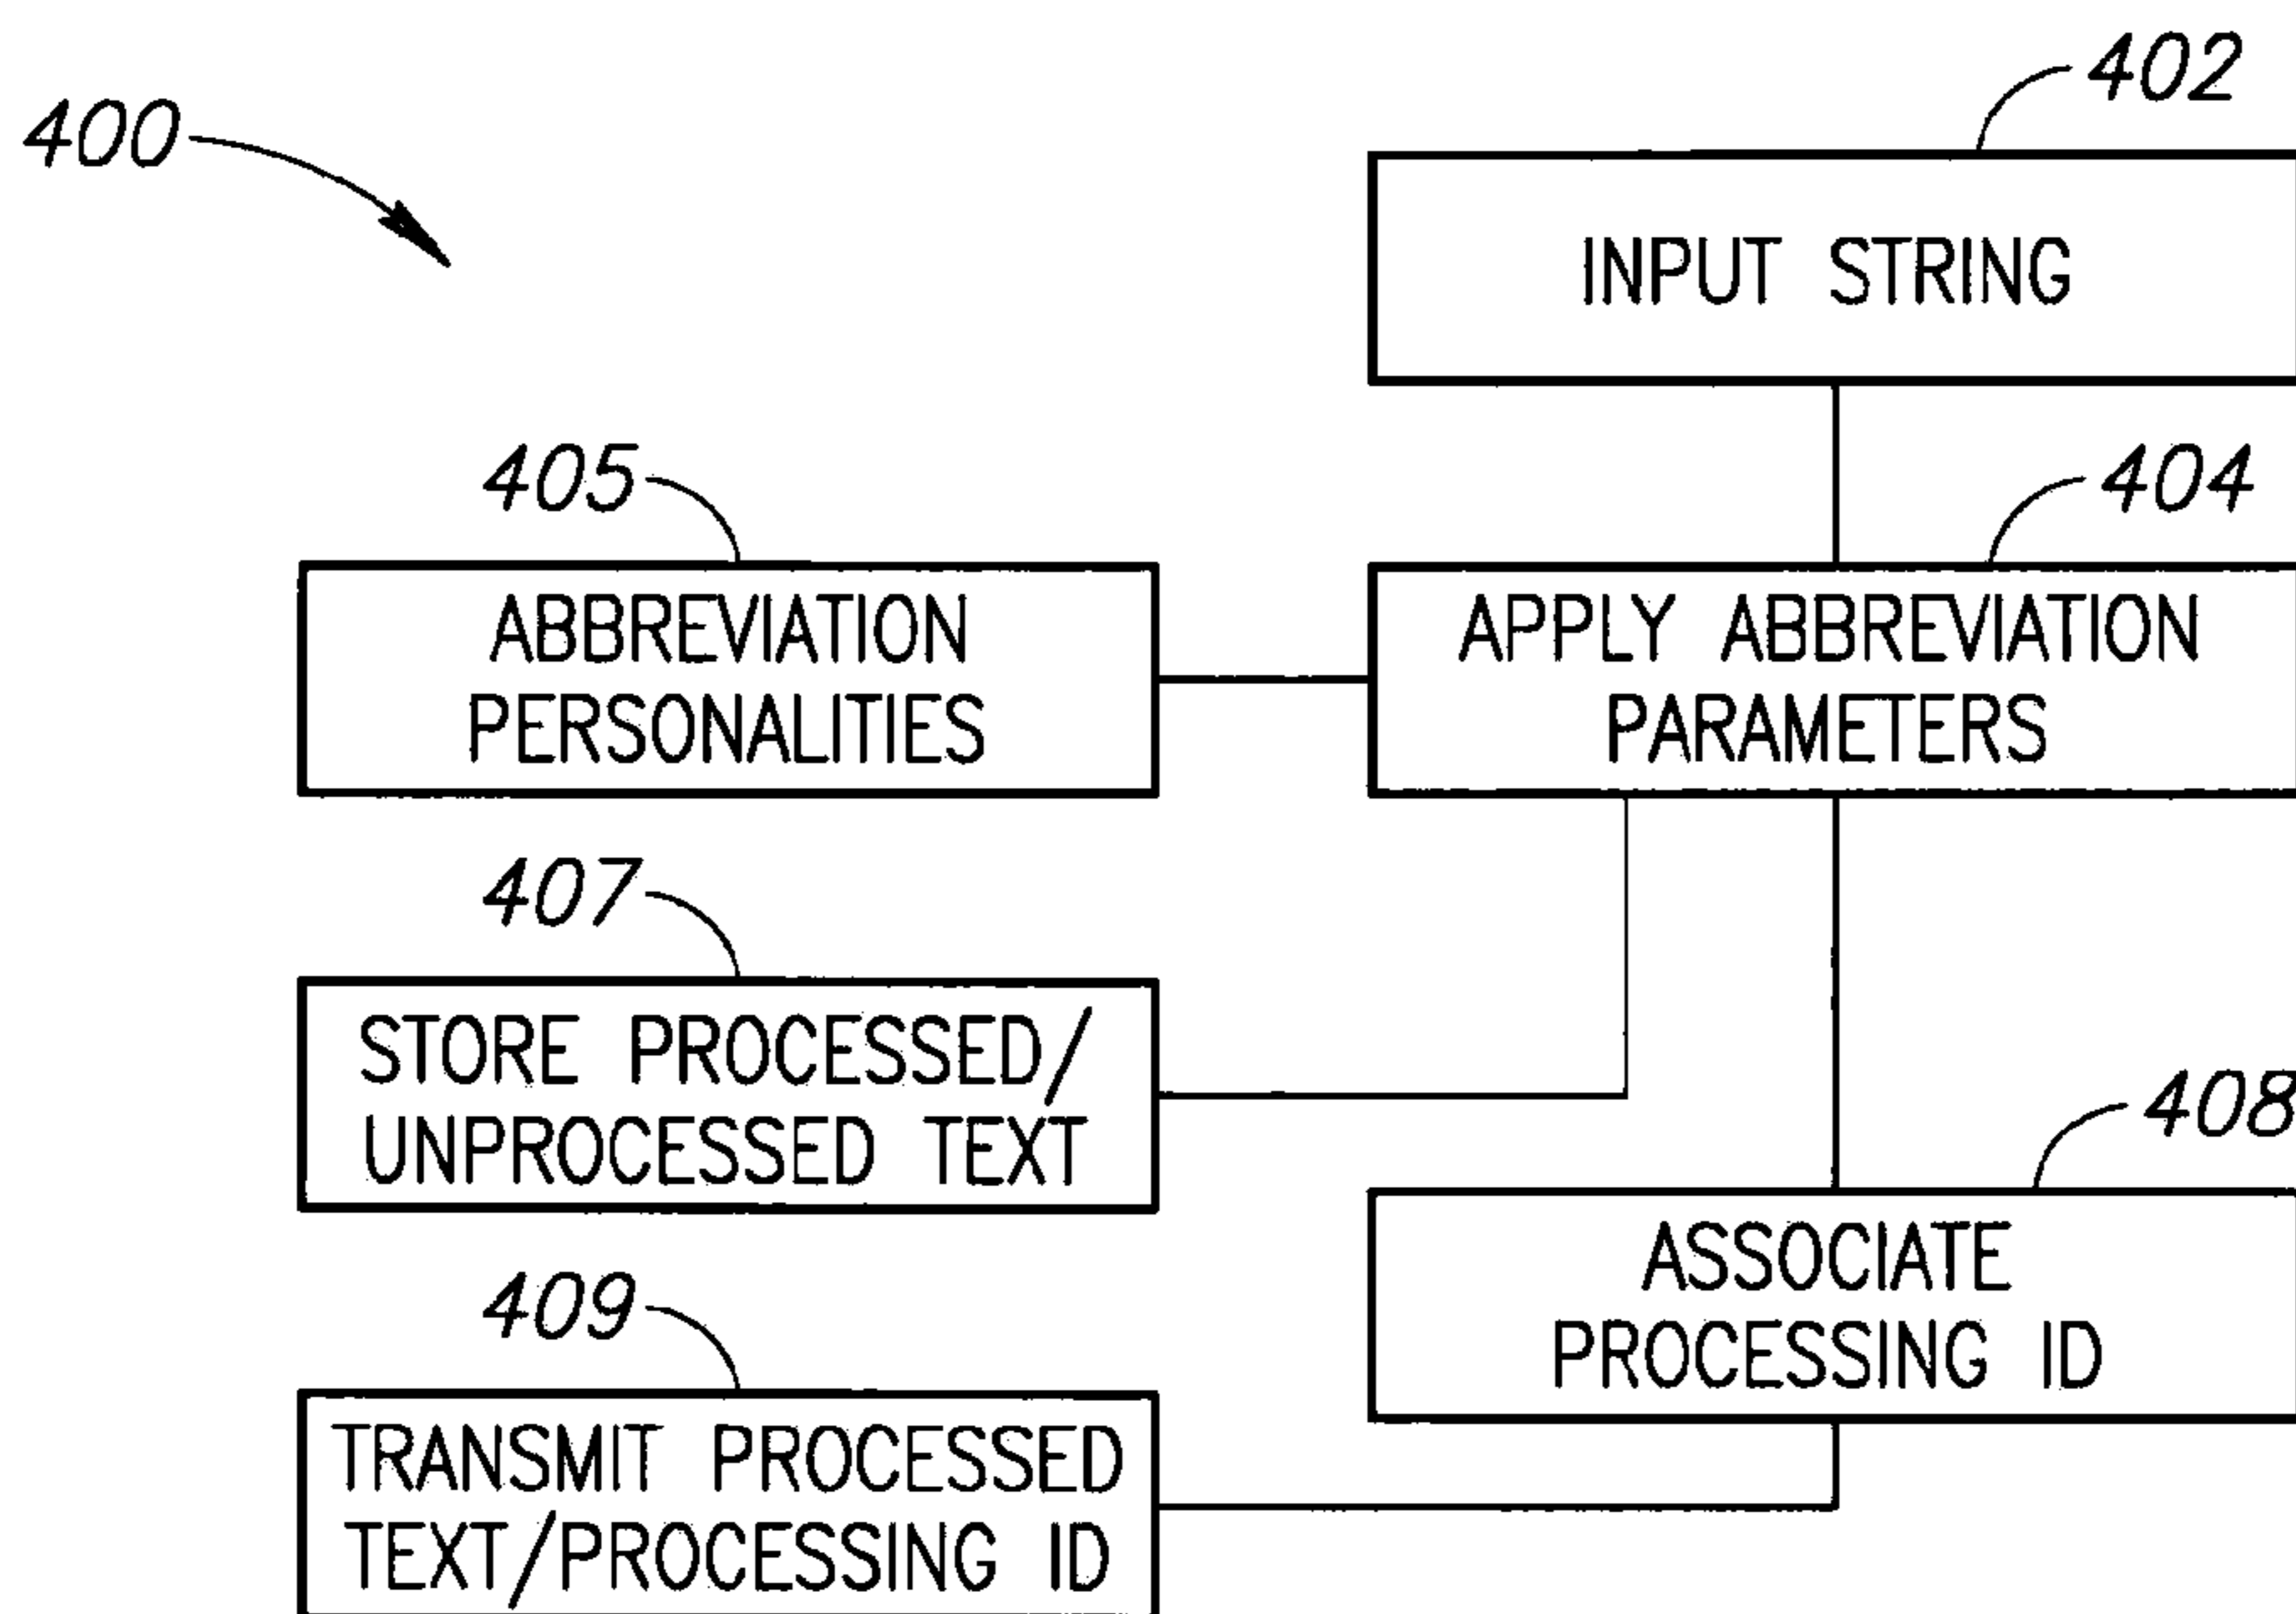 400
402
INPUT STRING
405
404
ABBREVIATION
PERSONALITIES
APPLY ABBREVIATION
PARAMETERS
407
STORE PROCESSED/
UNPROCESSED TEXT
408
ASSOCIATE
PROCESSING ID
409
TRANSMIT PROCESSED
TEXT/PROCESSING ID